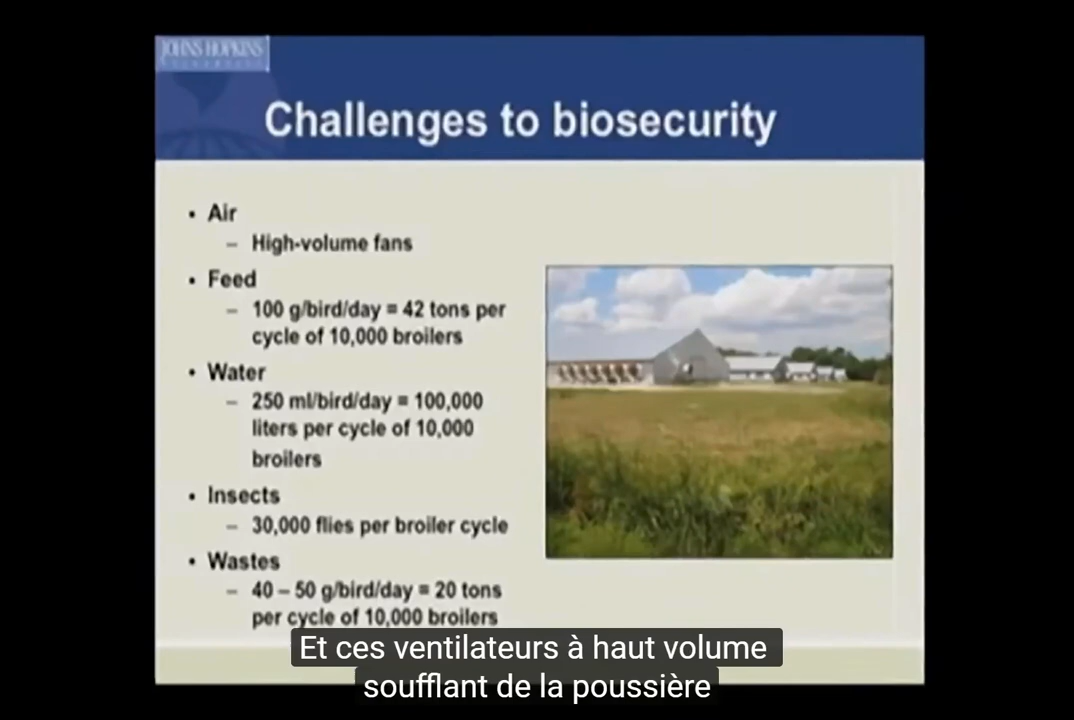 JOHNS HOPKINS
Challenges to biosecurity
• Air
– High-volume fans
• Feed
– 100 g/bird/day = 42 tons per
cycle of 10,000 broilers
• Water
– 250 ml/bird/day = 100,000
liters per cycle of 10,000
broilers
• Insects
– 30,000 flies per broiler cycle
• Wastes
– 40 – 50 g/bird/day = 20 tons
per cycle of 10,000 broilers
Et ces ventilateurs à haut volume
soufflant de la poussière